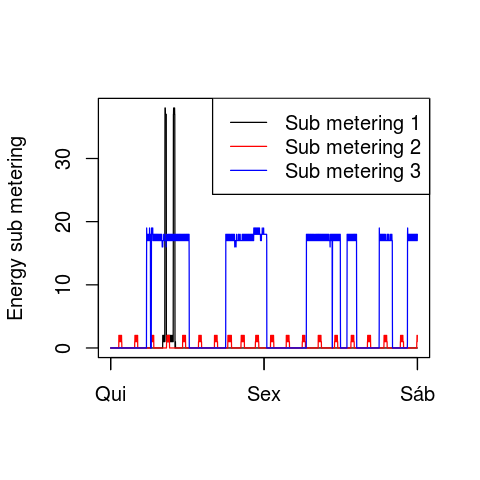 Sub metering 1
Sub metering 2
Sub metering 3
Energy sub metering
30
20
10
0
Qui Sex Sáb